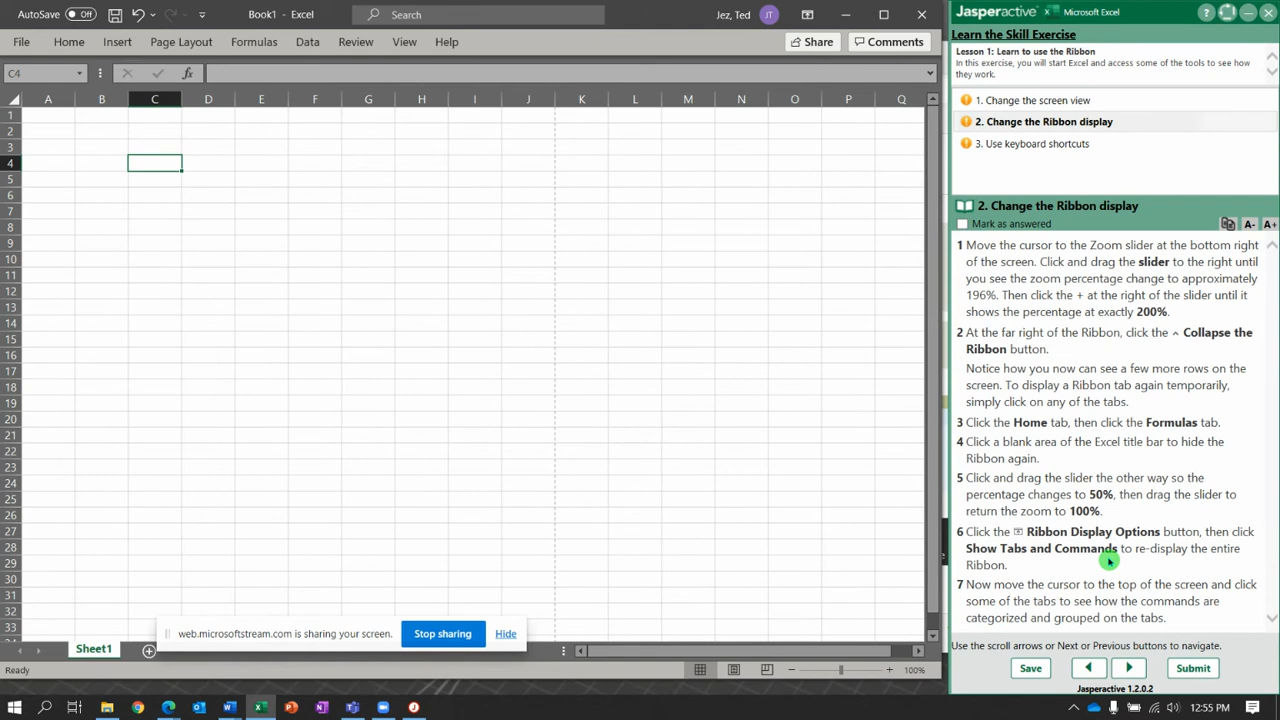 AutoSave Off Book1 - Excel Search Jez, Ted JT
File Home Insert Page Layout Formulas Data Review View Help Share Comments
C4 fx
A B C D E F G H I J K L M N O P Q
1
2
3
4
5
6
7
8
9
10
11
12
13
14
15
16
17
18
19
20
21
22
23
24
25
26
27
28
29
30
31
32
33
web.microsoftstream.com is sharing your screen. Stop sharing Hide
Sheet1
Ready 100%
Jasperactive Microsoft Excel
Learn the Skill Exercise
Lesson 1: Learn to use the Ribbon
In this exercise, you will start Excel and access some of the tools to see how
they work.
1. Change the screen view
2. Change the Ribbon display
3. Use keyboard shortcuts
2. Change the Ribbon display
Mark as answered A- A+
1 Move the cursor to the Zoom slider at the bottom right
of the screen. Click and drag the slider to the right until
you see the zoom percentage change to approximately
196%. Then click the + at the right of the slider until it
shows the percentage at exactly 200%.
2 At the far right of the Ribbon, click the ^ Collapse the
Ribbon button.
Notice how you now can see a few more rows on the
screen. To display a Ribbon tab again temporarily,
simply click on any of the tabs.
3 Click the Home tab, then click the Formulas tab.
4 Click a blank area of the Excel title bar to hide the
Ribbon again.
5 Click and drag the slider the other way so the
percentage changes to 50%, then drag the slider to
return the zoom to 100%.
6 Click the Ribbon Display Options button, then click
Show Tabs and Commands to re-display the entire
Ribbon.
7 Now move the cursor to the top of the screen and click
some of the tabs to see how the commands are
categorized and grouped on the tabs.
Use the scroll arrows or Next or Previous buttons to navigate.
Save Submit
Jasperactive 1.2.0.2
12:55 PM